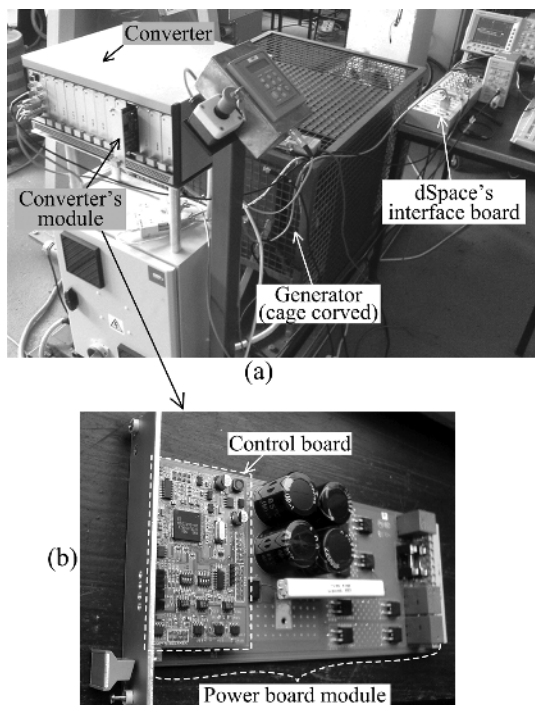 Converter
Converter's
module
dSpace's
interface board
Generator
(cage corved)
(a)
Control board
(b)
Power board module